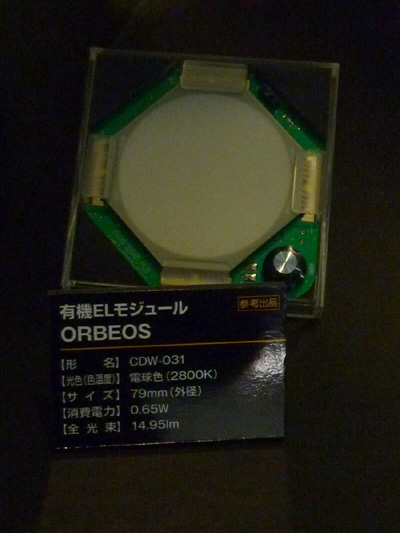 有機ELモジュール 参考出品
ORBEOS
【形　　名】 CDW-031
【光色(色温度)】 電球色(2800K)
【サ イ ズ】 79mm(外径)
【消費電力】 0.65W
【全 光 束】 14.95lm